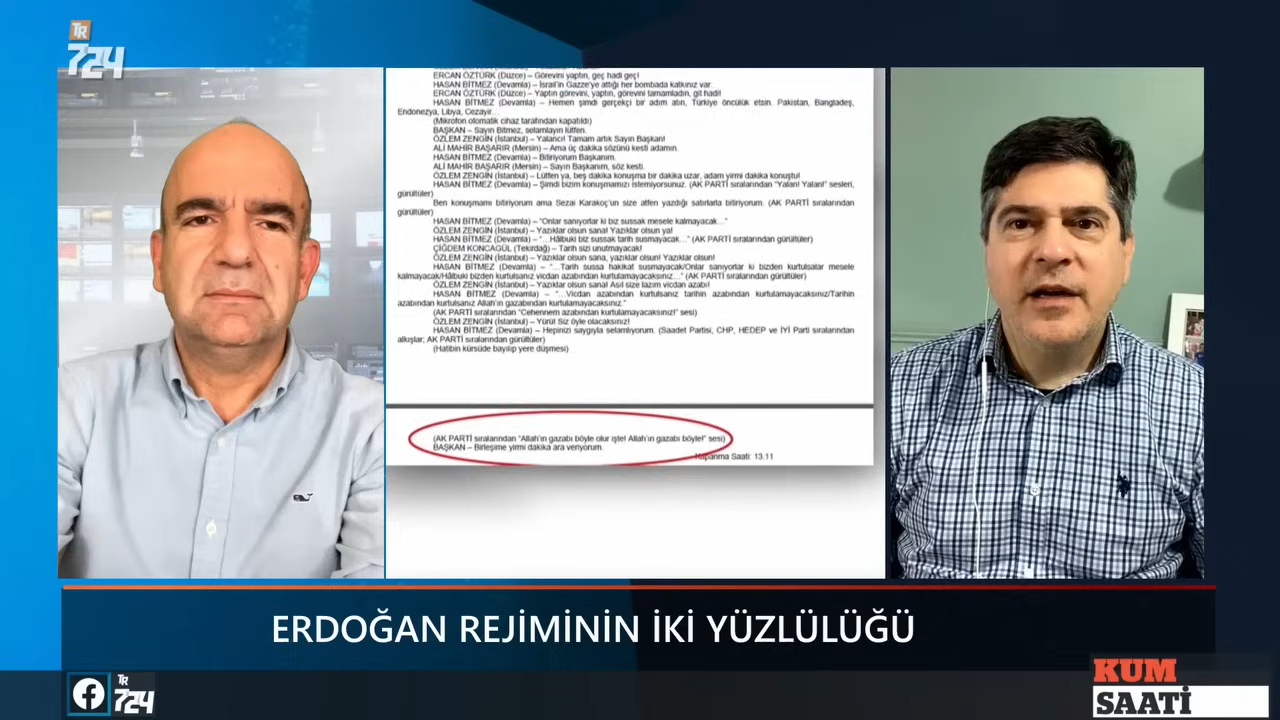 TR
724
ERCAN ÖZTÜRK (Düzce) – Görevini yaptın, geç hadi geç!
HASAN BİTMEZ (Devamla) – İsrail'in Gazze'ye attığı her bombada katkınız var.
ERCAN ÖZTÜRK (Düzce) – Yaptın görevini, yaptın, görevini tamamladın, git hadi!
HASAN BİTMEZ (Devamla) – Hemen şimdi gerçekçi bir adım atın, Türkiye öncülük etsin. Pakistan, Bangladeş,
Endonezya, Libya, Cezayir…
(Mikrofon otomatik cihaz tarafından kapatıldı)
BAŞKAN – Sayın Bitmez, selamlayın lütfen.
ÖZLEM ZENGİN (İstanbul) – Yalancı! Tamam artık Sayın Başkan!
ALİ MAHİR BAŞARIR (Mersin) – Ama üç dakika sözünü kesti adamın.
HASAN BİTMEZ (Devamla) – Bitiriyorum Başkanım.
ALİ MAHİR BAŞARIR (Mersin) – Sayın Başkanım, söz kesti.
ÖZLEM ZENGİN (İstanbul) – Lütfen ya, beş dakika konuşma bir dakika uzar, adam yirmi dakika konuştu!
HASAN BİTMEZ (Devamla) – Şimdi bizim konuşmamızı istemiyorsunuz. (AK PARTİ sıralarından "Yalan! Yalan!" sesleri,
gürültüler)
Ben konuşmamı bitiriyorum ama Sezai Karakoç'un size atfen yazdığı satırlarla bitiriyorum. (AK PARTİ sıralarından
gürültüler)
HASAN BİTMEZ (Devamla) – "Onlar sanıyorlar ki biz sussak mesele kalmayacak…"
ÖZLEM ZENGİN (İstanbul) – Yazıklar olsun sana! Yazıklar olsun ya!
HASAN BİTMEZ (Devamla) – "…Hâlbuki biz sussak tarih susmayacak…" (AK PARTİ sıralarından gürültüler)
ÇİĞDEM KONCAGÜL (Tekirdağ) – Tarih sizi unutmayacak!
ÖZLEM ZENGİN (İstanbul) – Yazıklar olsun sana, yazıklar olsun! Yazıklar olsun!
HASAN BİTMEZ (Devamla) – "…Tarih sussa hakikat susmayacak/Onlar sanıyorlar ki bizden kurtulsalar mesele
kalmayacak/Hâlbuki bizden kurtulsanız vicdan azabından kurtulamayacaksınız…" (AK PARTİ sıralarından gürültüler)
ÖZLEM ZENGİN (İstanbul) – Yazıklar olsun sana! Asıl size lazım vicdan azabı!
HASAN BİTMEZ (Devamla) – "…Vicdan azabından kurtulsanız tarihin azabından kurtulamayacaksınız/Tarihin
azabından kurtulsanız Allah'ın gazabından kurtulamayacaksınız."
(AK PARTİ sıralarından "Cehennem azabından kurtulamayacaksınız!" sesi)
ÖZLEM ZENGİN (İstanbul) – Yürü! Siz öyle olacaksınız!
HASAN BİTMEZ (Devamla) – Hepinizi saygıyla selamlıyorum. (Saadet Partisi, CHP, HEDEP ve İYİ Parti sıralarından
alkışlar; AK PARTİ sıralarından gürültüler)
(Hatibin kürsüde bayılıp yere düşmesi)
(AK PARTİ sıralarından "Allah'ın gazabı böyle olur işte! Allah'ın gazabı böyle!" sesi)
BAŞKAN – Birleşime yirmi dakika ara veriyorum.
Kapanma Saati: 13.11
ERDOĞAN REJİMİNİN İKİ YÜZLÜLÜĞÜ
TR
724
KUM
SAATİ